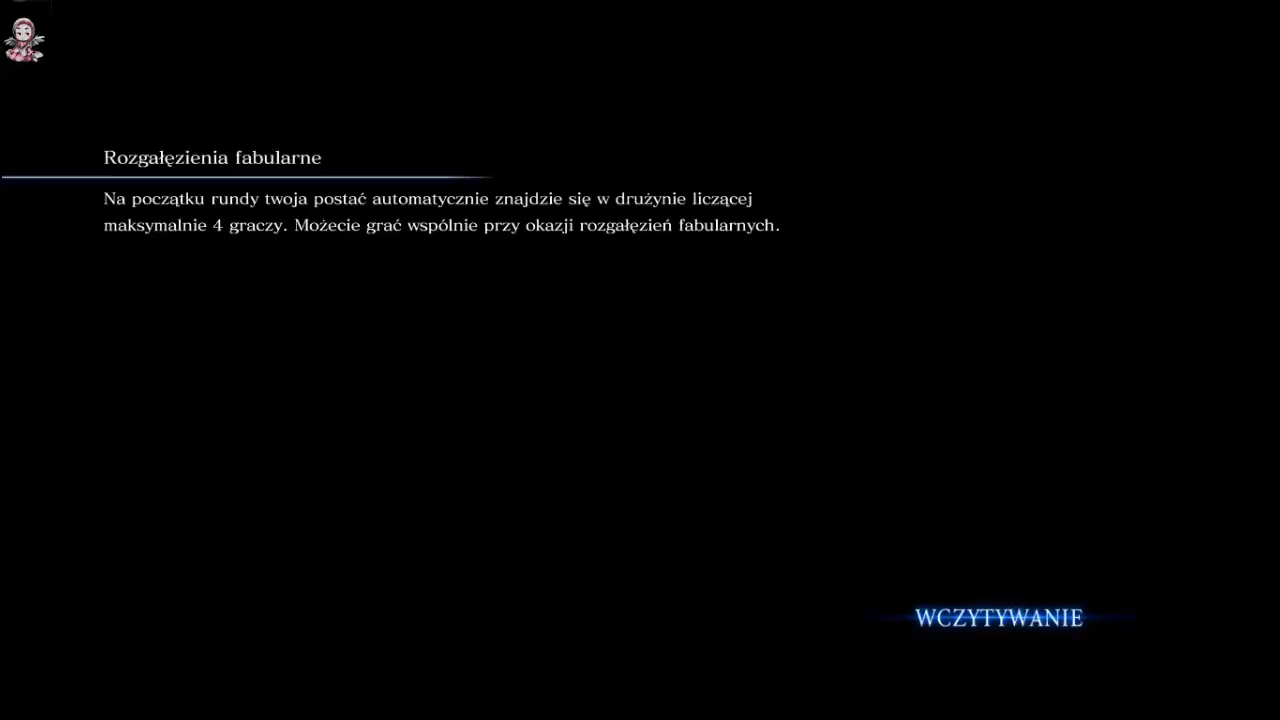 Rozgałęzienia fabularne
Na początku rundy twoja postać automatycznie znajdzie się w drużynie liczącej
maksymalnie 4 graczy. Możecie grać wspólnie przy okazji rozgałęzień fabularnych.
WCZYTYWANIE